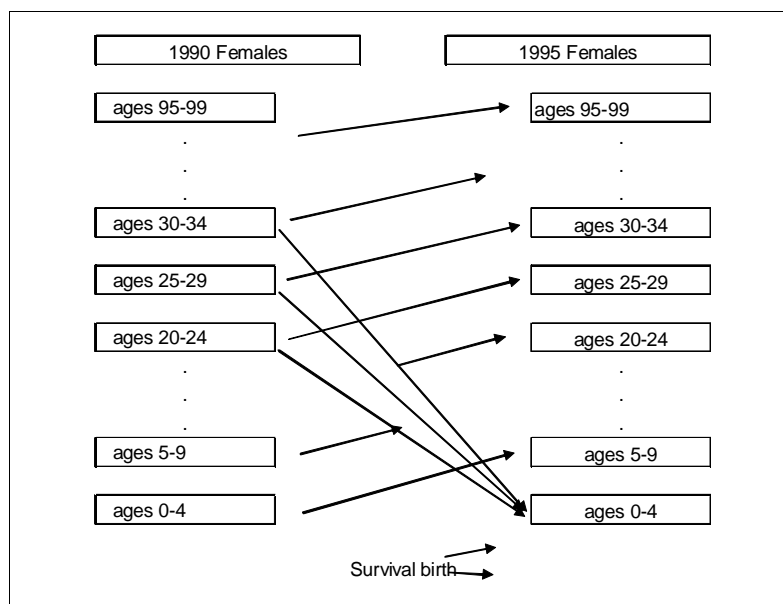 1990 Females 1995 Females
ages 95-99 ages 95-99
. .
. .
. .
ages 30-34 ages 30-34
ages 25-29 ages 25-29
ages 20-24 ages 20-24
. .
. .
. .
ages 5-9 ages 5-9
ages 0-4 ages 0-4
Survival birth